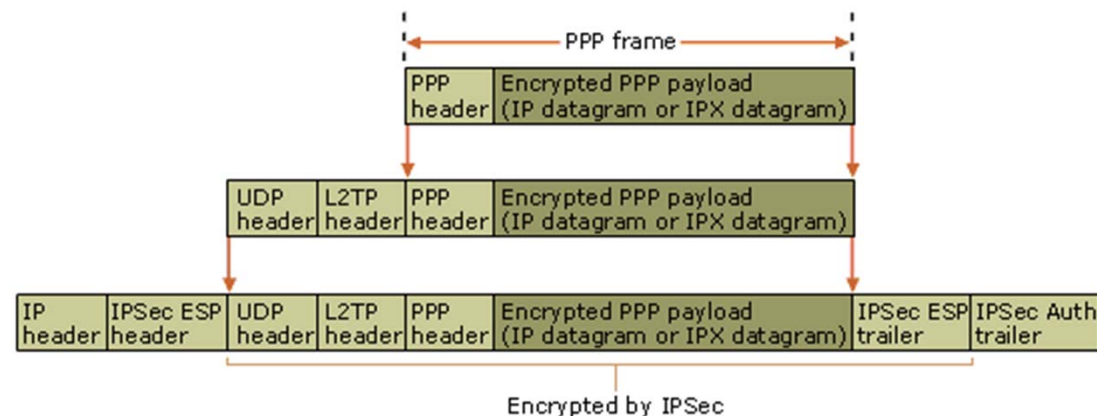 PPP frame
PPP header
Encrypted PPP payload
(IP datagram or IPX datagram)
UDP header
L2TP header
PPP header
Encrypted PPP payload
(IP datagram or IPX datagram)
IP header
IPSec ESP header
UDP header
L2TP header
PPP header
Encrypted PPP payload
(IP datagram or IPX datagram)
IPSec ESP trailer
IPSec Auth trailer
Encrypted by IPSec